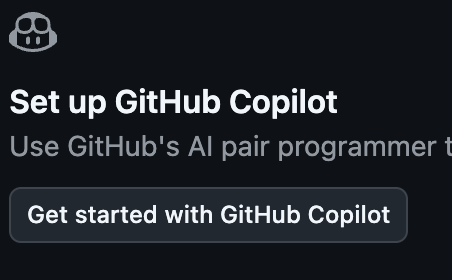 Set up GitHub Copilot
Use GitHub's AI pair programmer
Get started with GitHub Copilot